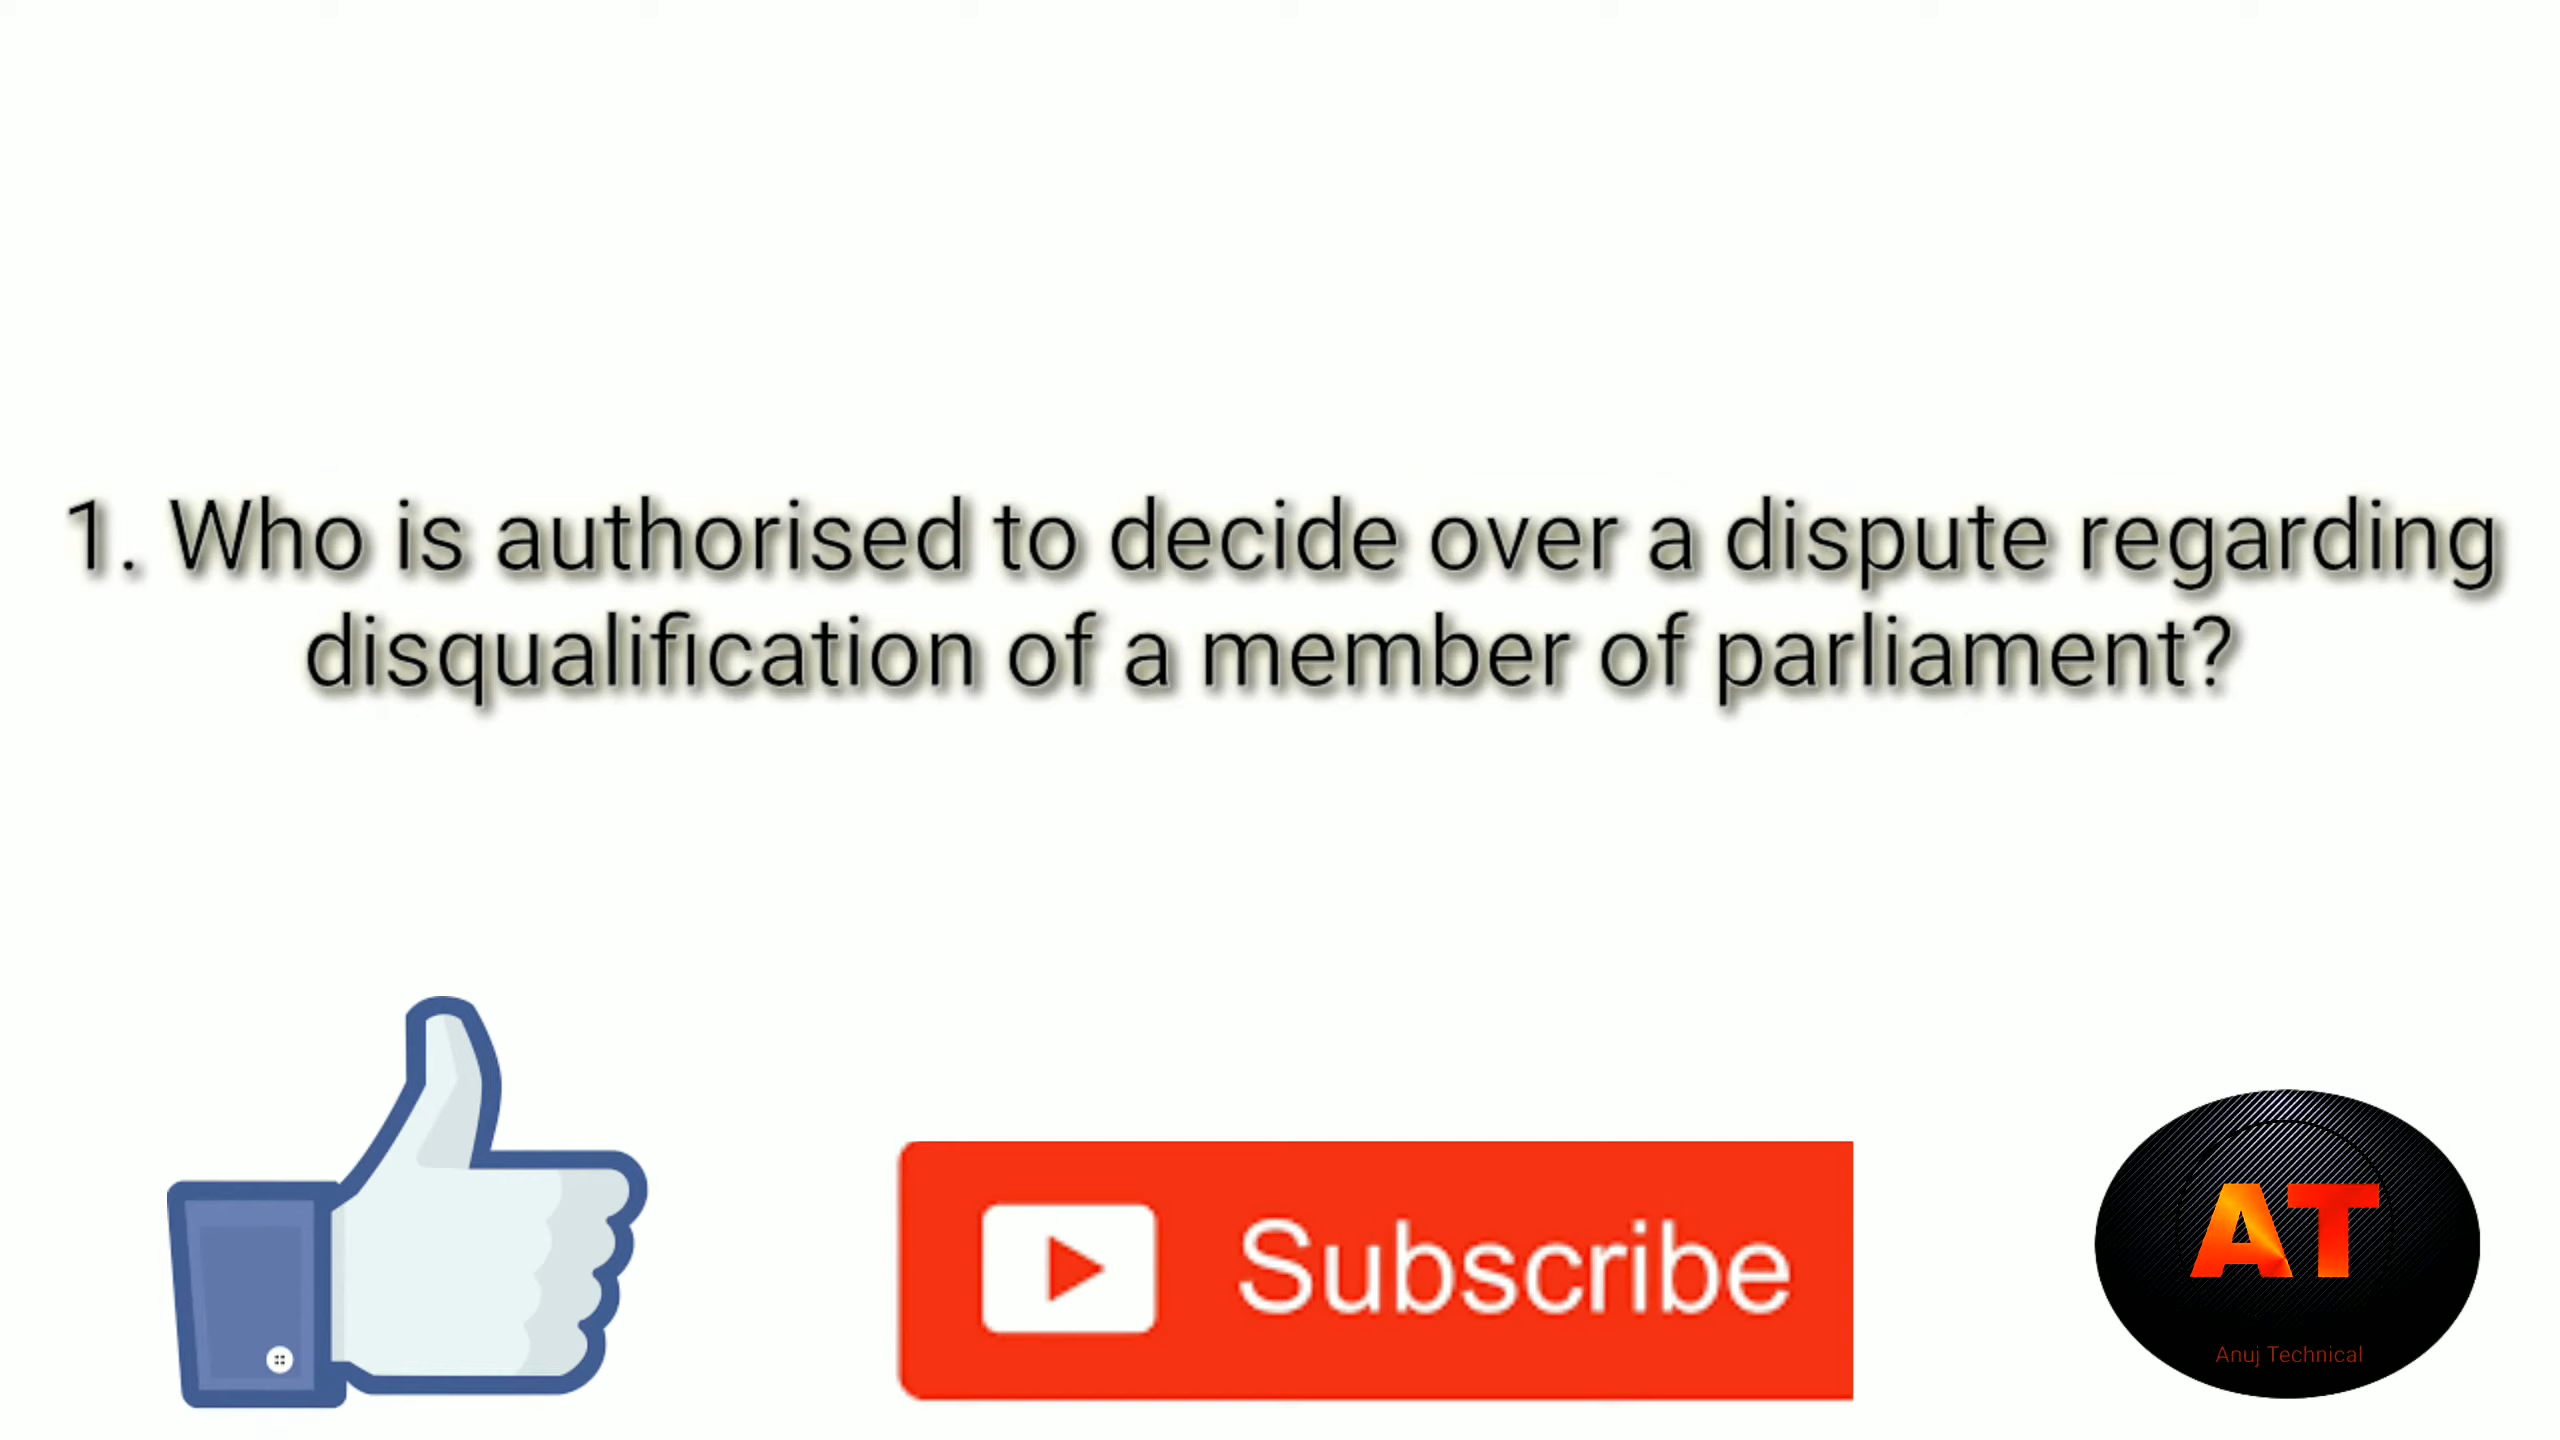 1. Who is authorised to decide over a dispute regarding
disqualification of a member of parliament?
Subscribe
AT
Anuj Technical